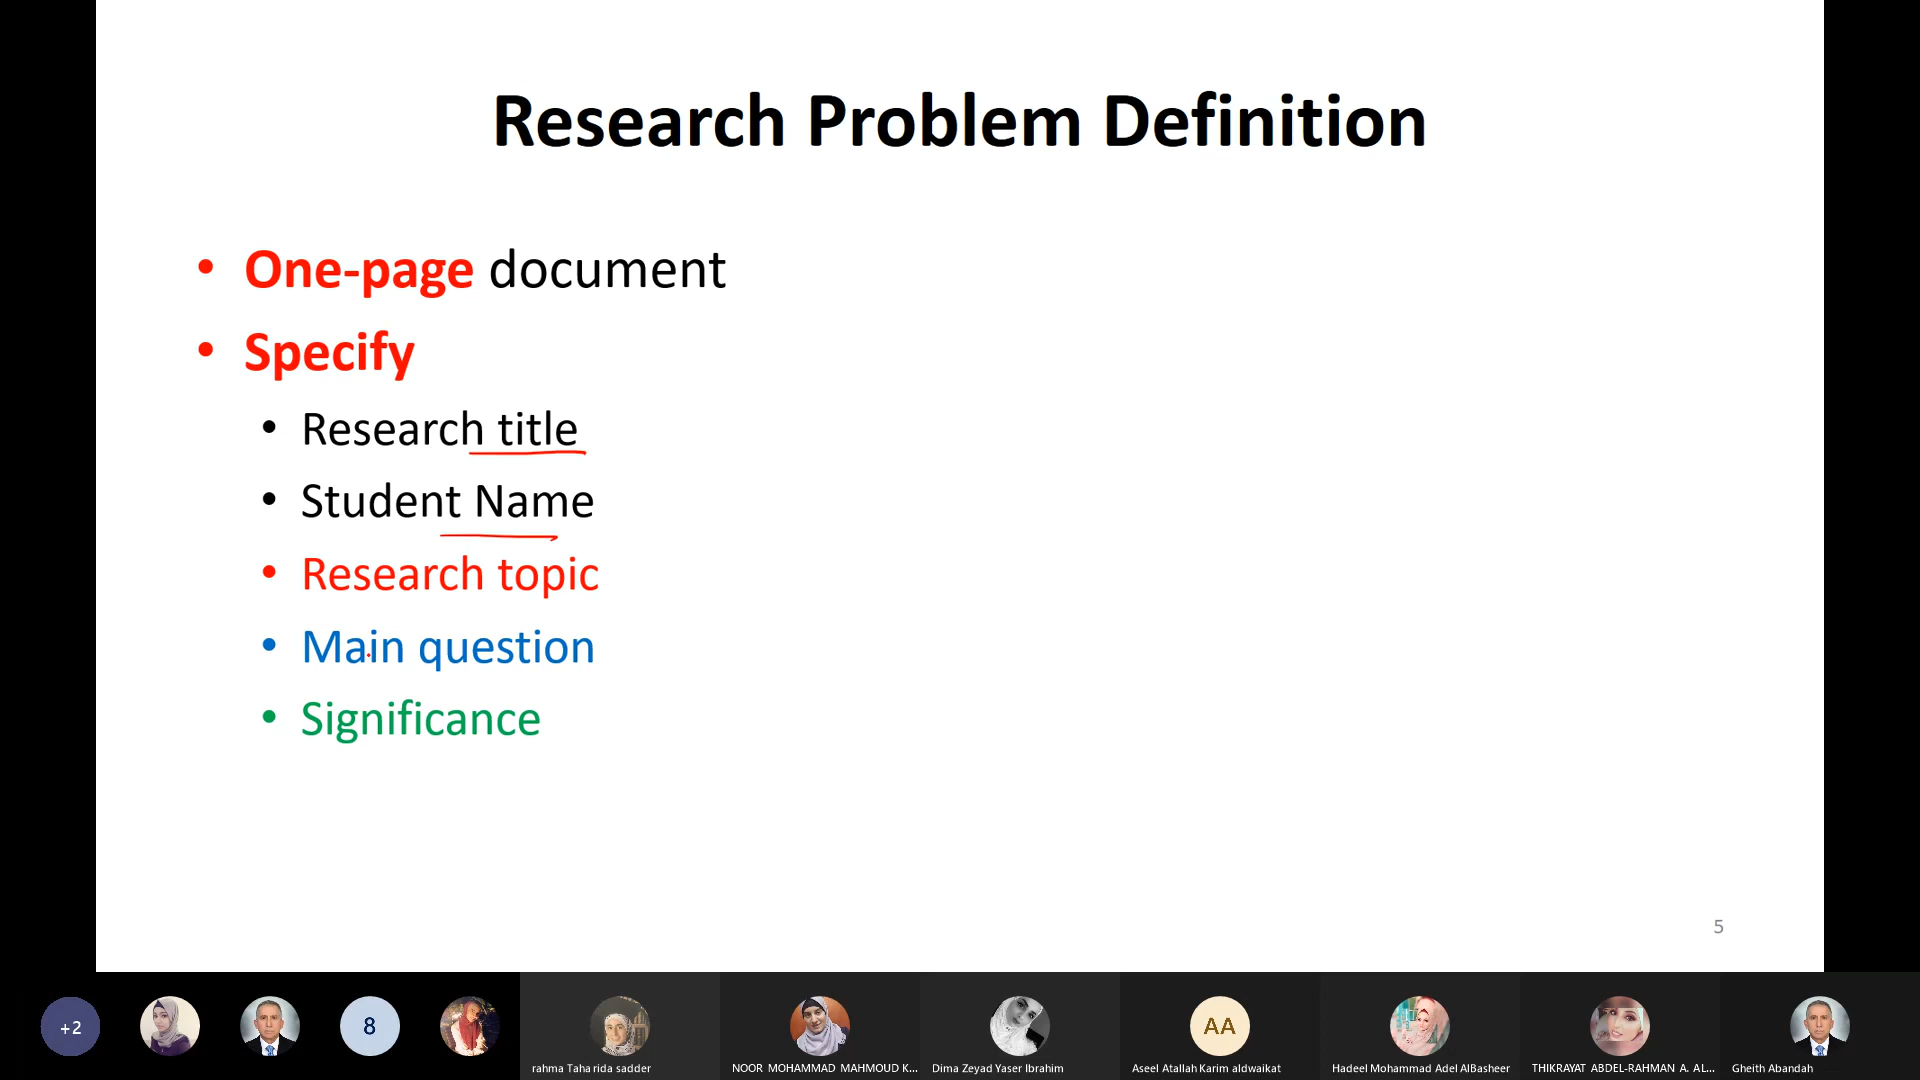 Research Problem Definition
• One-page document
• Specify
• Research title
• Student Name
• Research topic
• Main question
• Significance
5
+2
8
AA
rahma Taha rida sadder
NOOR MOHAMMAD MAHMOUD K...
Dima Zeyad Yaser Ibrahim
Aseel Atallah Karim aldwaikat
Hadeel Mohammad Adel AlBasheer
THIKRAYAT ABDEL-RAHMAN A. AL...
Gheith Abandah